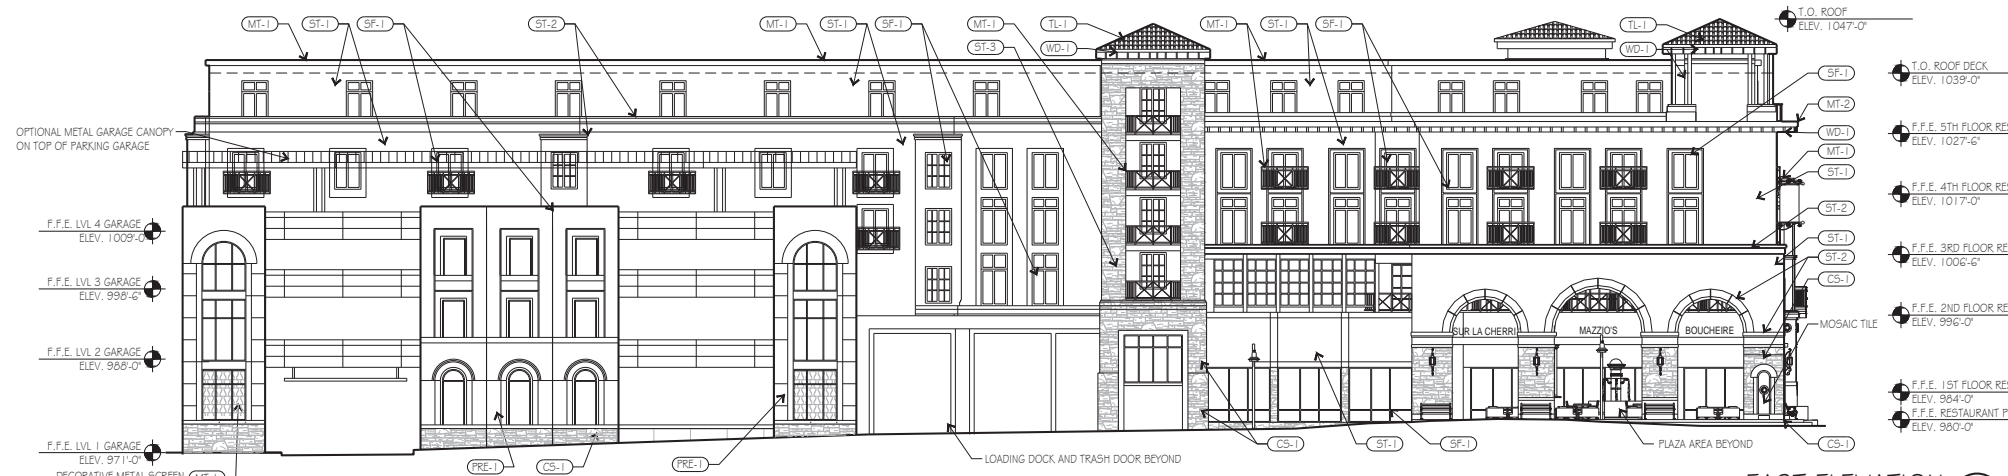 MT-1 ST-1 SF-1 ST-2 MT-1 ST-1 SF-1 MT-1 TL-1 MT-1 ST-1 SF-1 TL-1 T.O. ROOF
ELEV. 1047'-0"
ST-3 WD-1 WD-1
SF-1 T.O. ROOF DECK
ELEV. 1039'-0"
MT-2
OPTIONAL METAL GARAGE CANOPY
ON TOP OF PARKING GARAGE
WD-1 F.F.E. 5TH FLOOR RES
ELEV. 1027'-6"
MT-1
ST-1 F.F.E. 4TH FLOOR RES
ELEV. 1017'-0"
ST-2
F.F.E. LVL 4 GARAGE
ELEV. 1009'-0"
ST-1 F.F.E. 3RD FLOOR RE
ELEV. 1006'-6"
ST-2
CS-1
F.F.E. LVL 3 GARAGE
ELEV. 998'-6"
F.F.E. 2ND FLOOR RE
ELEV. 996'-0"
SUR LA CHERRI MAZZIO'S BOUCHEIRE MOSAIC TILE
F.F.E. LVL 2 GARAGE
ELEV. 988'-0"
F.F.E. 1ST FLOOR RES
ELEV. 984'-0"
F.F.E. RESTAURANT P
ELEV. 980'-0"
F.F.E. LVL 1 GARAGE
ELEV. 971'-0"
CS-1 ST-1 SF-1 PLAZA AREA BEYOND CS-1
PRE-1 CS-1 PRE-1 LOADING DOCK AND TRASH DOOR BEYOND
DECORATIVE METAL SCREEN MT-1
EAST ELEVATION